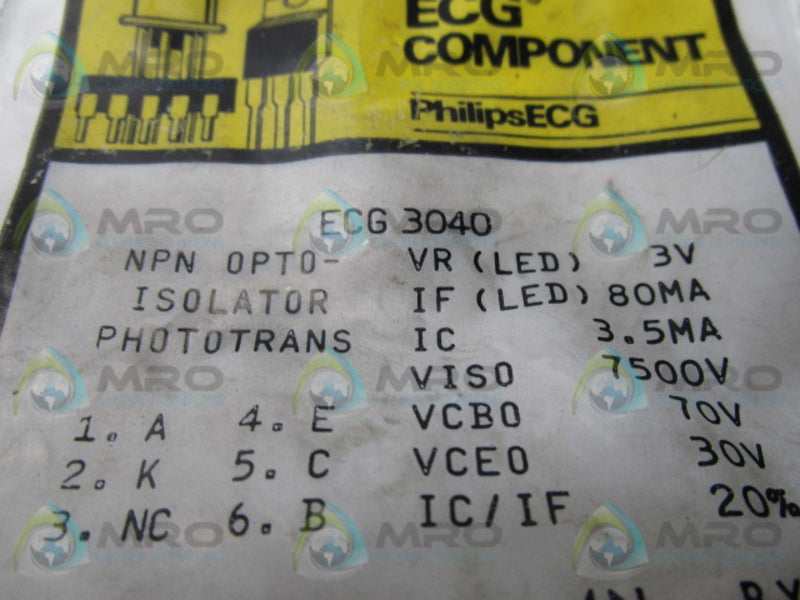 ECG®
COMPONENT
PhilipsECG
ECG 3040
NPN OPTO- VR (LED) 3V
ISOLATOR IF (LED) 80MA
PHOTOTRANS IC 3.5MA
VISO 7500V
1. A 4. E VCBO 70V
2. K 5. C VCEO 30V
3. NC 6. B IC/IF 20%
MRO